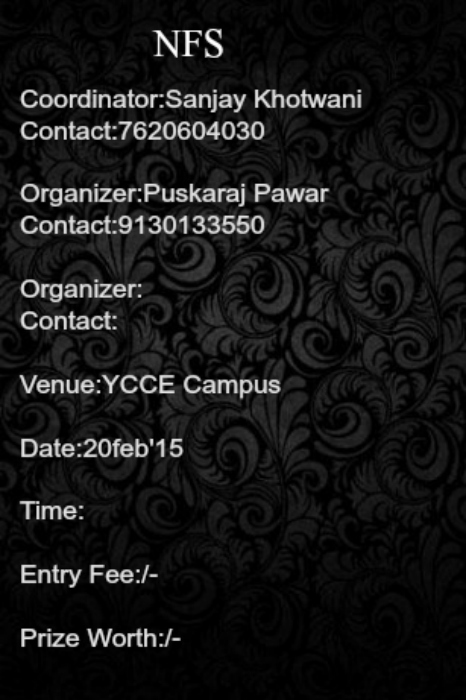 NFS
Coordinator:Sanjay Khotwani
Contact:7620604030
Organizer:Puskaraj Pawar
Contact:9130133550
Organizer:
Contact:
Venue:YCCE Campus
Date:20feb'15
Time:
Entry Fee:/-
Prize Worth:/-